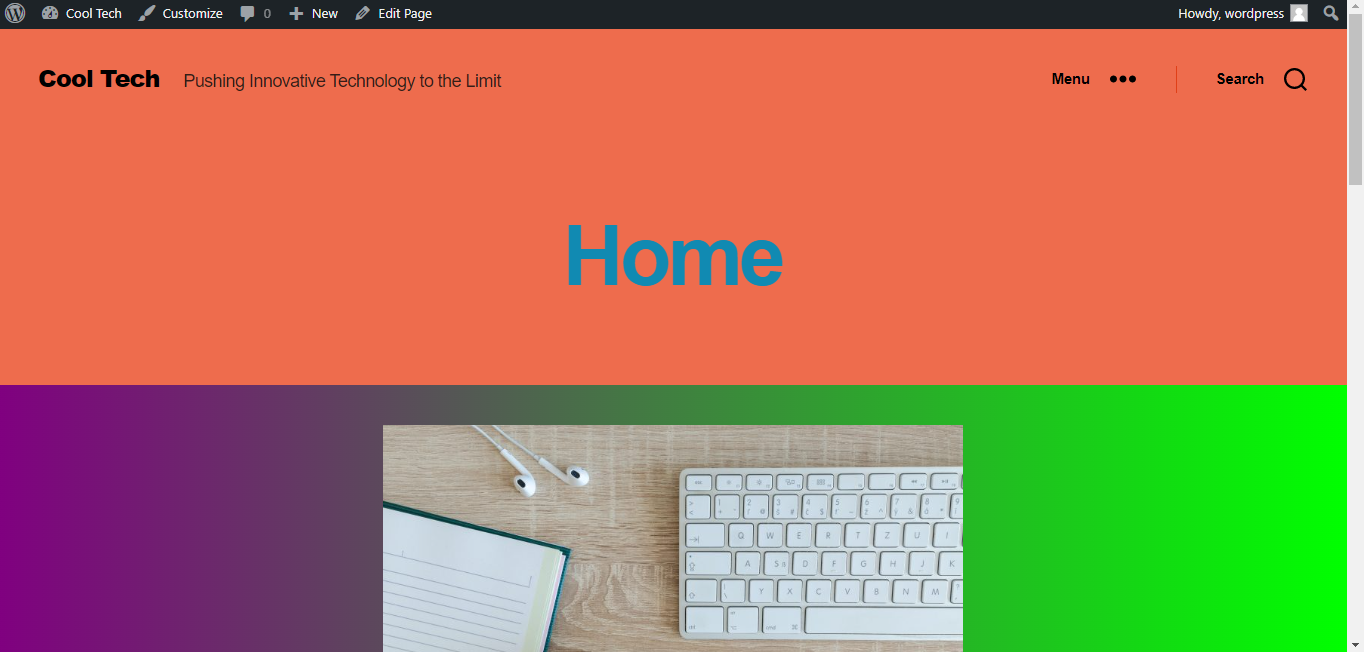 Cool Tech Customize 0 New Edit Page Howdy, wordpress
Cool Tech Pushing Innovative Technology to the Limit Menu Search
Home
Q W E R T Z U I
A S D F G H J K
Y X C V B N M